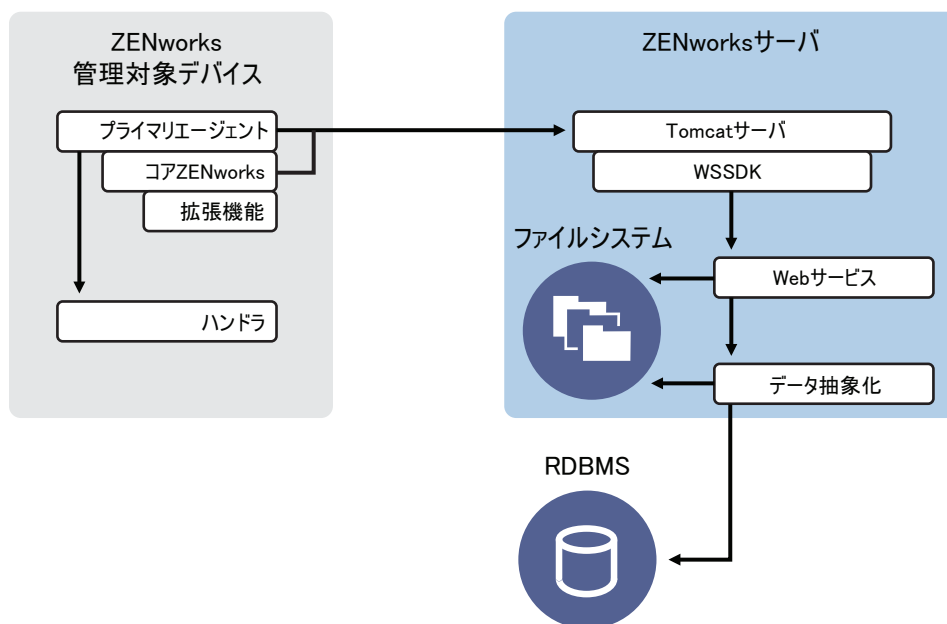 ZENworks
管理対象デバイス
プライマリエージェント
コアZENworks
拡張機能
ハンドラ
ZENworksサーバ
Tomcatサーバ
WSSDK
ファイルシステム
Webサービス
データ抽象化
RDBMS